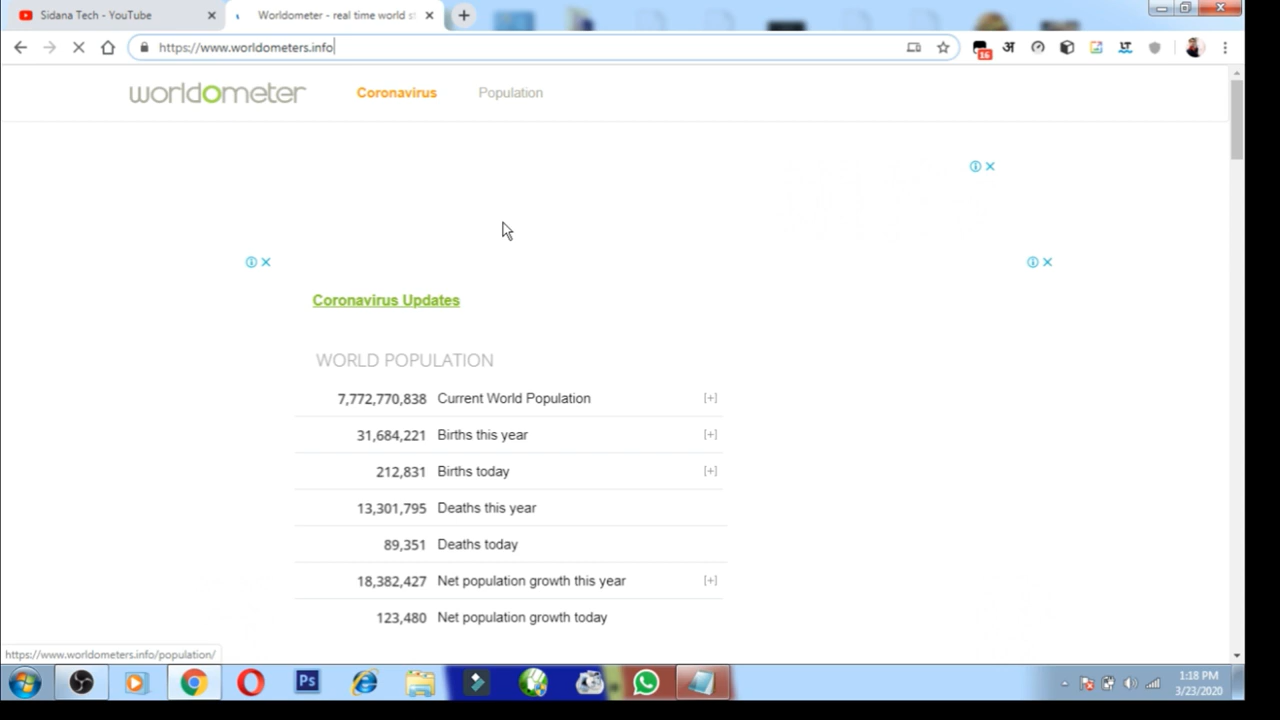 Sidana Tech - YouTube
Worldometer - real time world st
https://www.worldometers.info
16
अ
LT
worldometer
Coronavirus
Population
Coronavirus Updates
WORLD POPULATION
7,772,770,838 Current World Population [+]
31,684,221 Births this year [+]
212,831 Births today [+]
13,301,795 Deaths this year
89,351 Deaths today
18,382,427 Net population growth this year [+]
123,480 Net population growth today
https://www.worldometers.info/population/
Ps
1:18 PM
3/23/2020